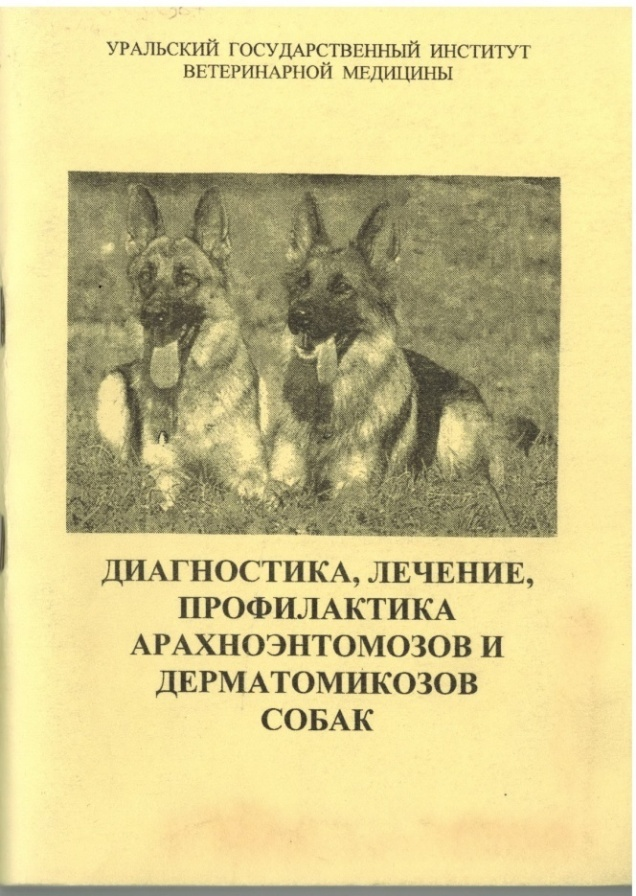 УРАЛЬСКИЙ ГОСУДАРСТВЕННЫЙ ИНСТИТУТ
ВЕТЕРИНАРНОЙ МЕДИЦИНЫ
ДИАГНОСТИКА, ЛЕЧЕНИЕ,
ПРОФИЛАКТИКА
АРАХНОЭНТОМОЗОВ И
ДЕРМАТОМИКОЗОВ
СОБАК